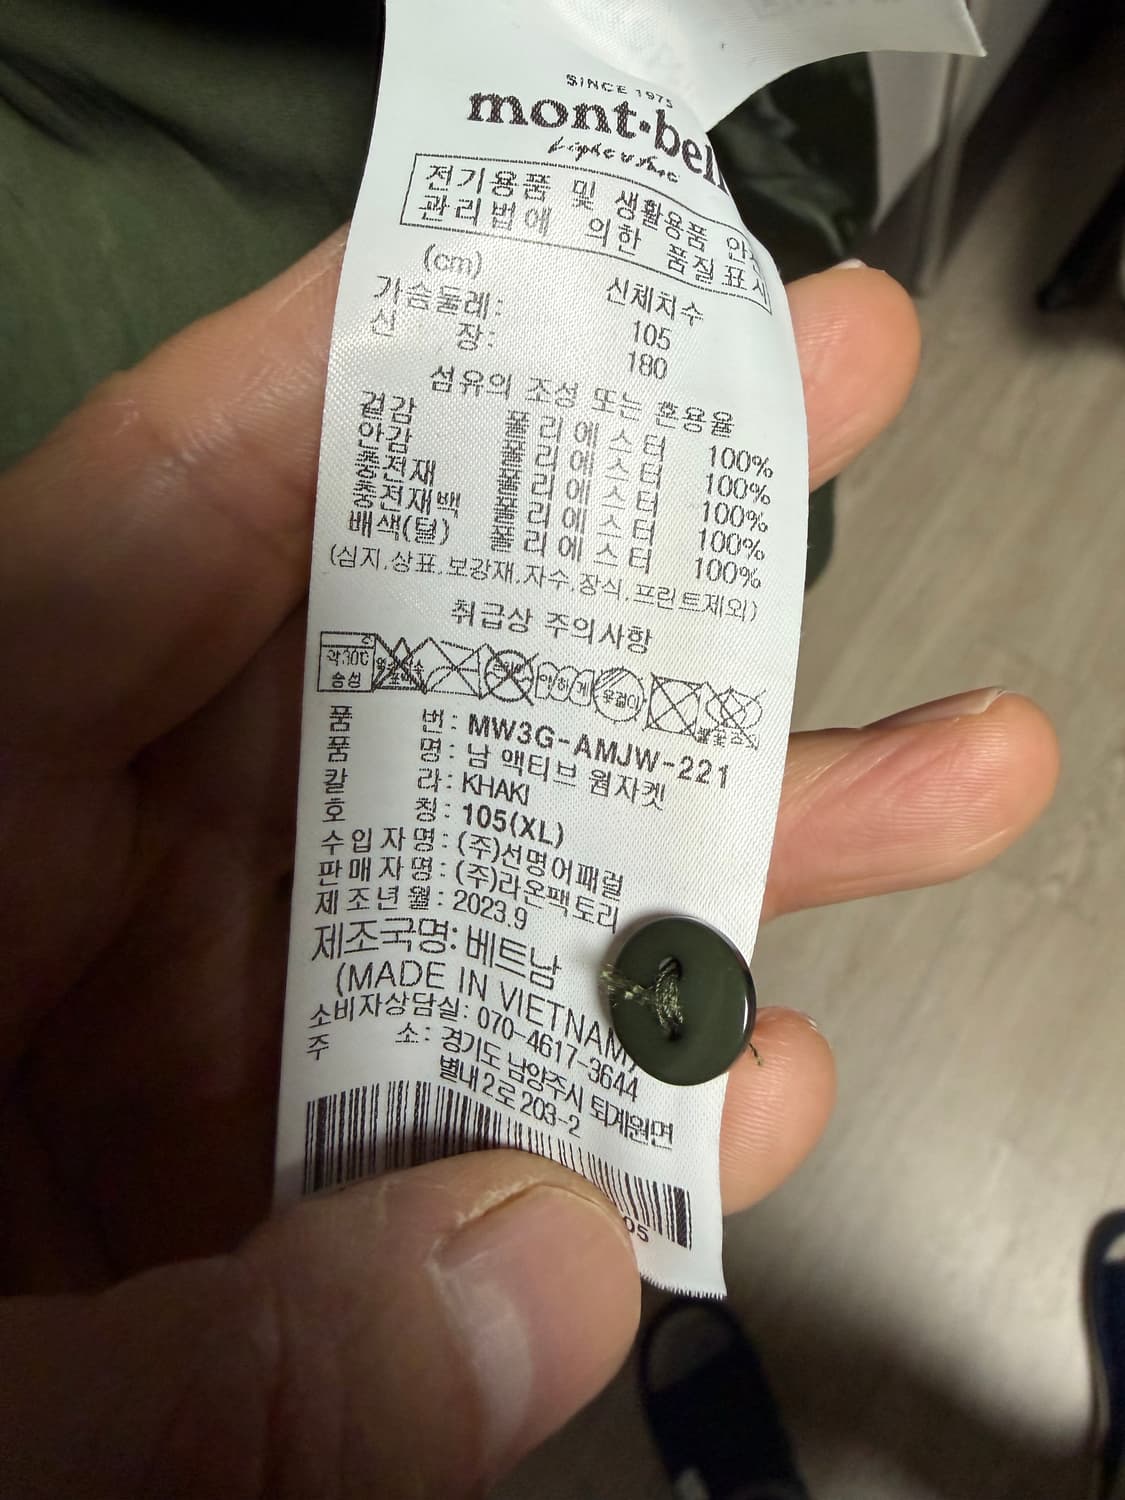 SINCE 1975
mont·bell
전기용품 및 생활용품 안
관리법에 의한 품질표시
(cm) 신체치수
가슴둘레: 105
신 장: 180
섬유의 조성 또는 혼용율
겉감 폴리에스터 100%
안감 폴리에스터 100%
충전재 폴리에스터 100%
충전재백 폴리에스터 100%
배색(털) 폴리에스터 100%
(심지,상표,보강재,자수,장식,프린트제외)
취급상 주의사항
약30℃
중성
약하게 옷걸이
품 번: MW3G-AMJW-221
품 명: 남 액티브 웜자켓
칼 라: KHAKI
호 칭: 105(XL)
수입자명: (주)선명어패럴
판매자명: (주)라온팩토리
제조년월: 2023.9
제조국명: 베트남
(MADE IN VIETNAM)
소비자상담실: 070-4617-3644
주 소: 경기도 남양주시 퇴계원면
별내2로 203-2
05